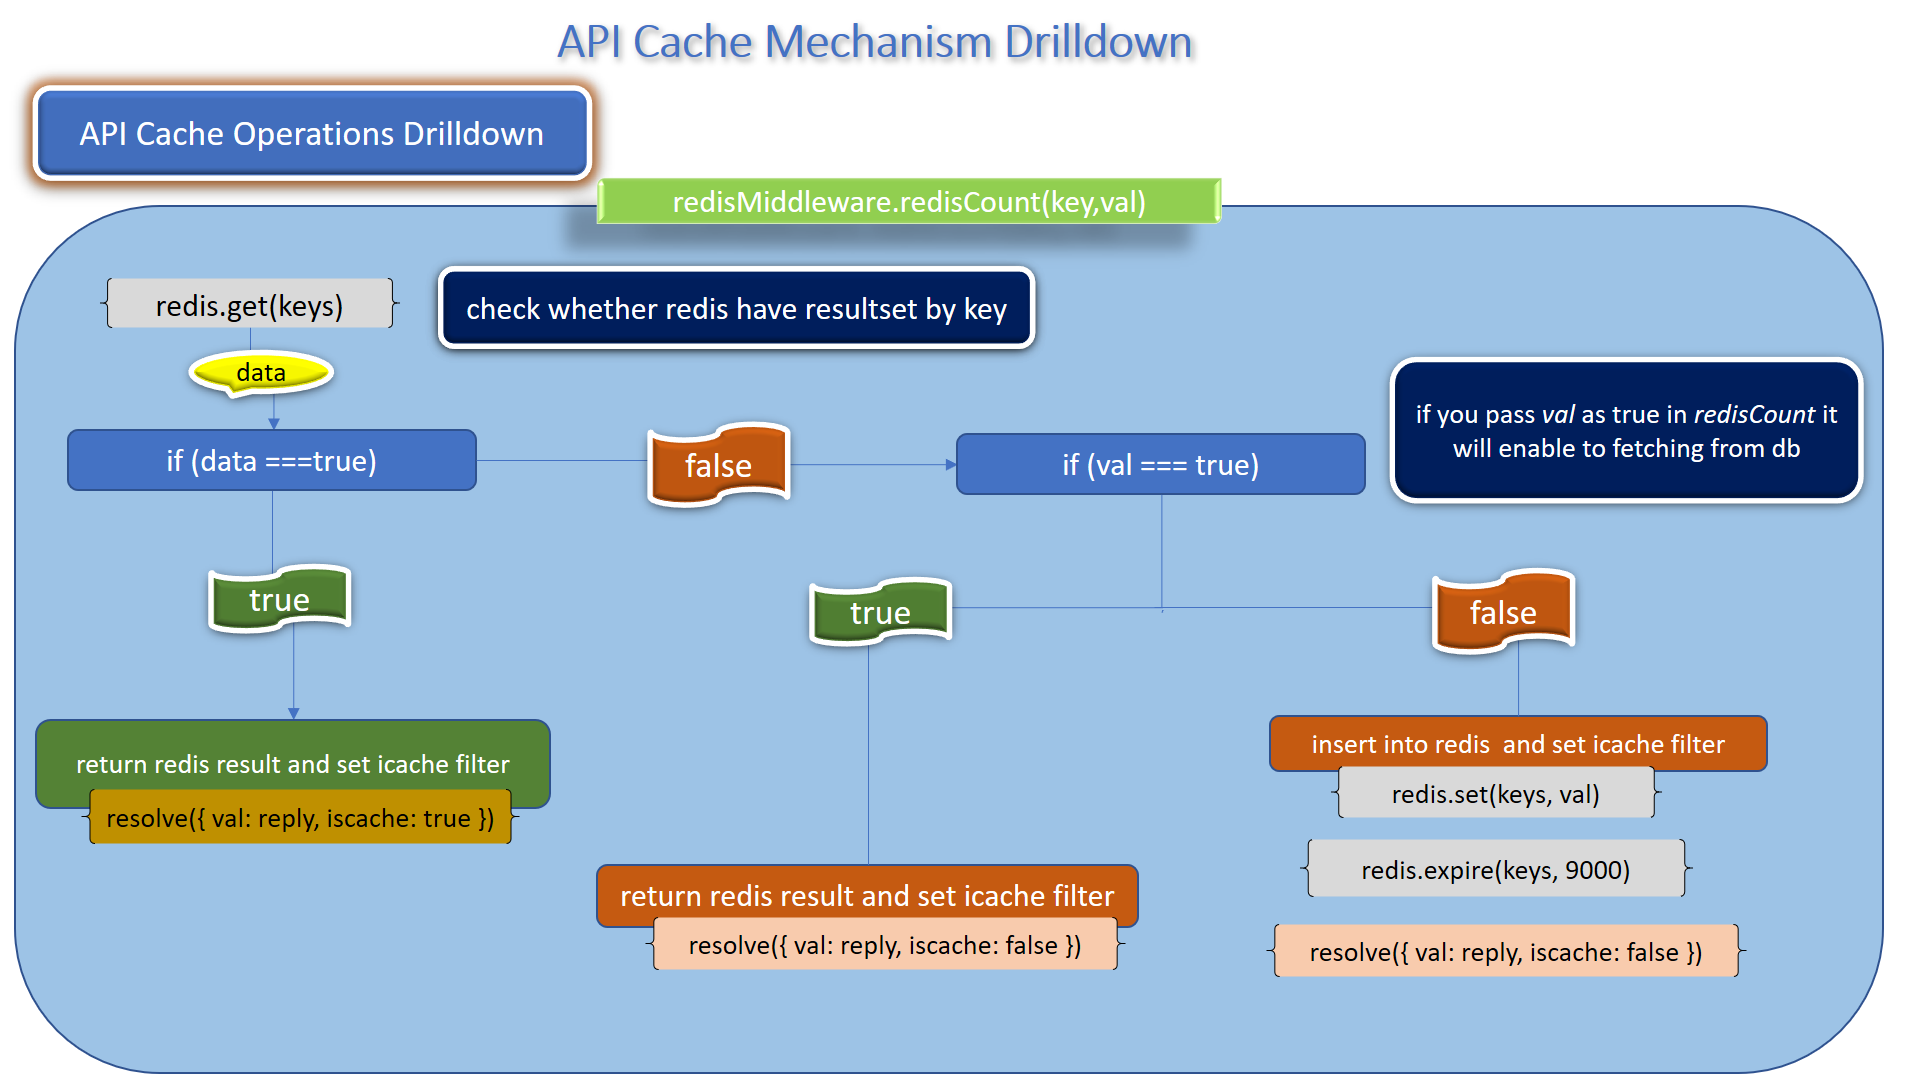 API Cache Mechanism Drilldown
API Cache Operations Drilldown
redisMiddleware.redisCount(key,val)
redis.get(keys)
check whether redis have resultset by key
data
if you pass val as true in redisCount it
will enable to fetching from db
if (data ===true)
false
if (val === true)
true
true
false
return redis result and set icache filter
resolve({ val: reply, iscache: true })
insert into redis  and set icache filter
redis.set(keys, val)
redis.expire(keys, 9000)
return redis result and set icache filter
resolve({ val: reply, iscache: false })
resolve({ val: reply, iscache: false })